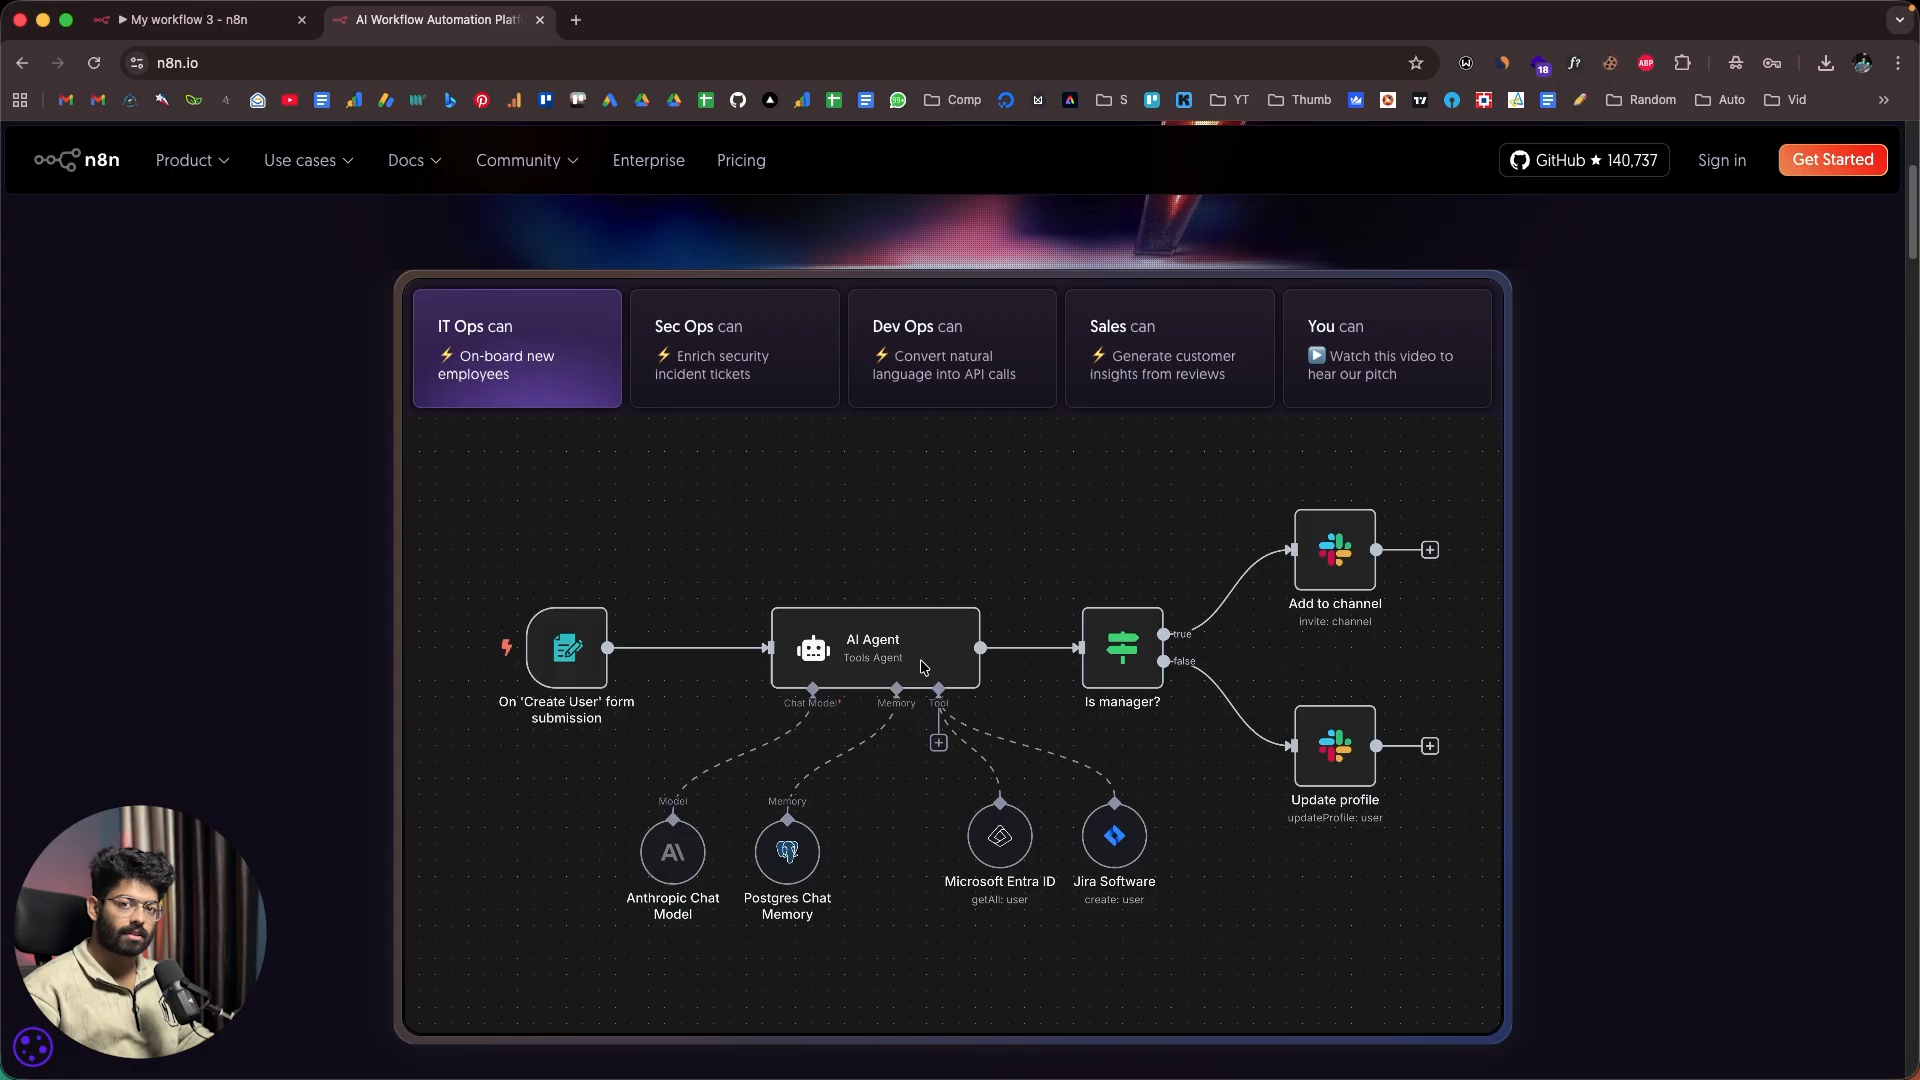 My workflow 3 - n8n
AI Workflow Automation Platf
n8n.io
18
ABP
Comp
S
YT
Thumb
Random
Auto
Vid
n8n
Product
Use cases
Docs
Community
Enterprise
Pricing
GitHub ★ 140,737
Sign in
Get Started
IT Ops can
⚡ On-board new
employees
Sec Ops can
⚡ Enrich security
incident tickets
Dev Ops can
⚡ Convert natural
language into API calls
Sales can
⚡ Generate customer
insights from reviews
You can
▶️ Watch this video to
hear our pitch
On 'Create User' form
submission
AI Agent
Tools Agent
Chat Model*
Memory
Tool
Is manager?
true
false
Add to channel
invite: channel
Update profile
updateProfile: user
Model
Anthropic Chat
Model
Memory
Postgres Chat
Memory
Microsoft Entra ID
getAll: user
Jira Software
create: user